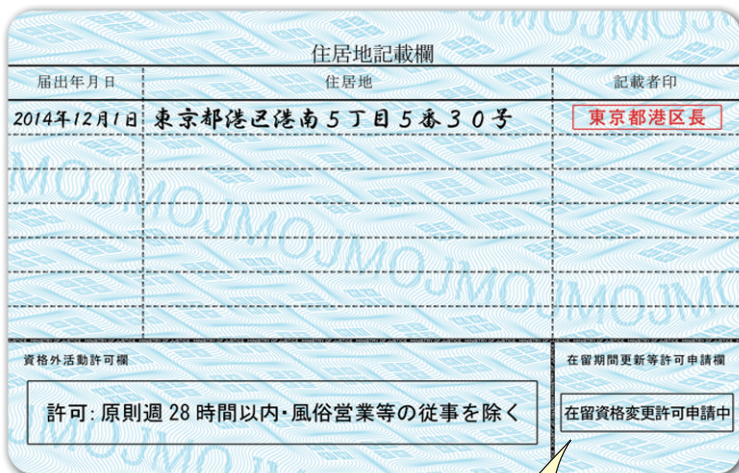 住居地記載欄
届出年月日 住居地 記載者印
2014年12月1日 東京都港区港南5丁目5番30号 東京都港区長
MOJMOJMOJMOJMOJMOJ
資格外活動許可欄 在留期間更新等許可申請欄
許可: 原則週28時間以内・風俗営業等の従事を除く 在留資格変更許可申請中